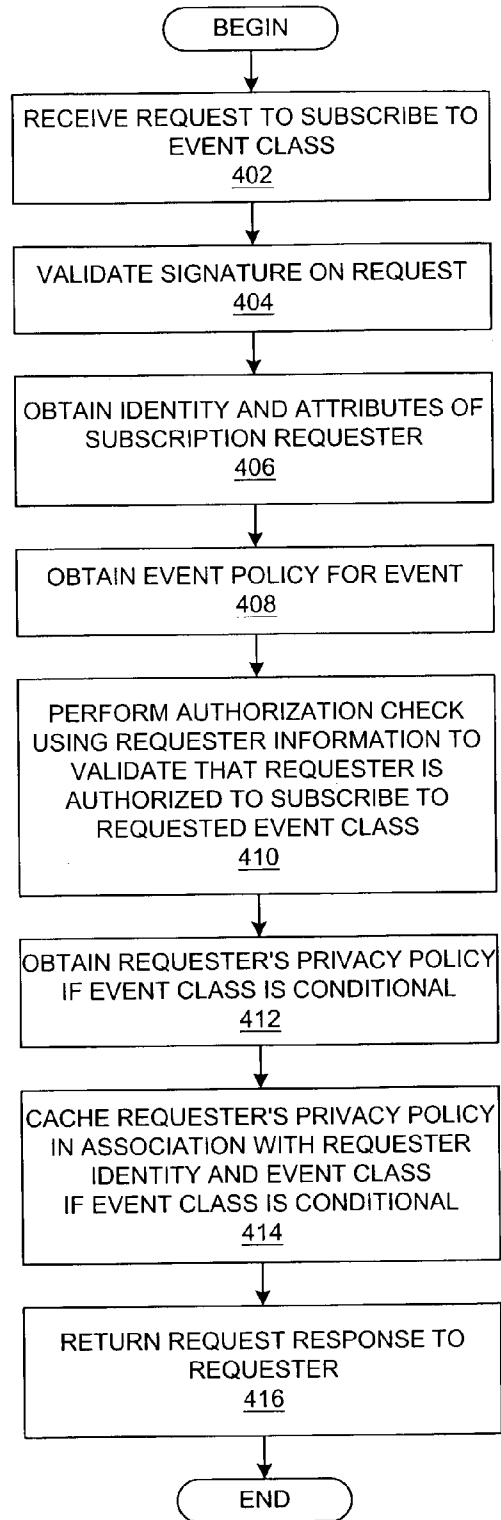 BEGIN
RECEIVE REQUEST TO SUBSCRIBE TO
EVENT CLASS
402
VALIDATE SIGNATURE ON REQUEST
404
OBTAIN IDENTITY AND ATTRIBUTES OF
SUBSCRIPTION REQUESTER
406
OBTAIN EVENT POLICY FOR EVENT
408
PERFORM AUTHORIZATION CHECK
USING REQUESTER INFORMATION TO
VALIDATE THAT REQUESTER IS
AUTHORIZED TO SUBSCRIBE TO
REQUESTED EVENT CLASS
410
OBTAIN REQUESTER'S PRIVACY POLICY
IF EVENT CLASS IS CONDITIONAL
412
CACHE REQUESTER'S PRIVACY POLICY
IN ASSOCIATION WITH REQUESTER
IDENTITY AND EVENT CLASS
IF EVENT CLASS IS CONDITIONAL
414
RETURN REQUEST RESPONSE TO
REQUESTER
416
END